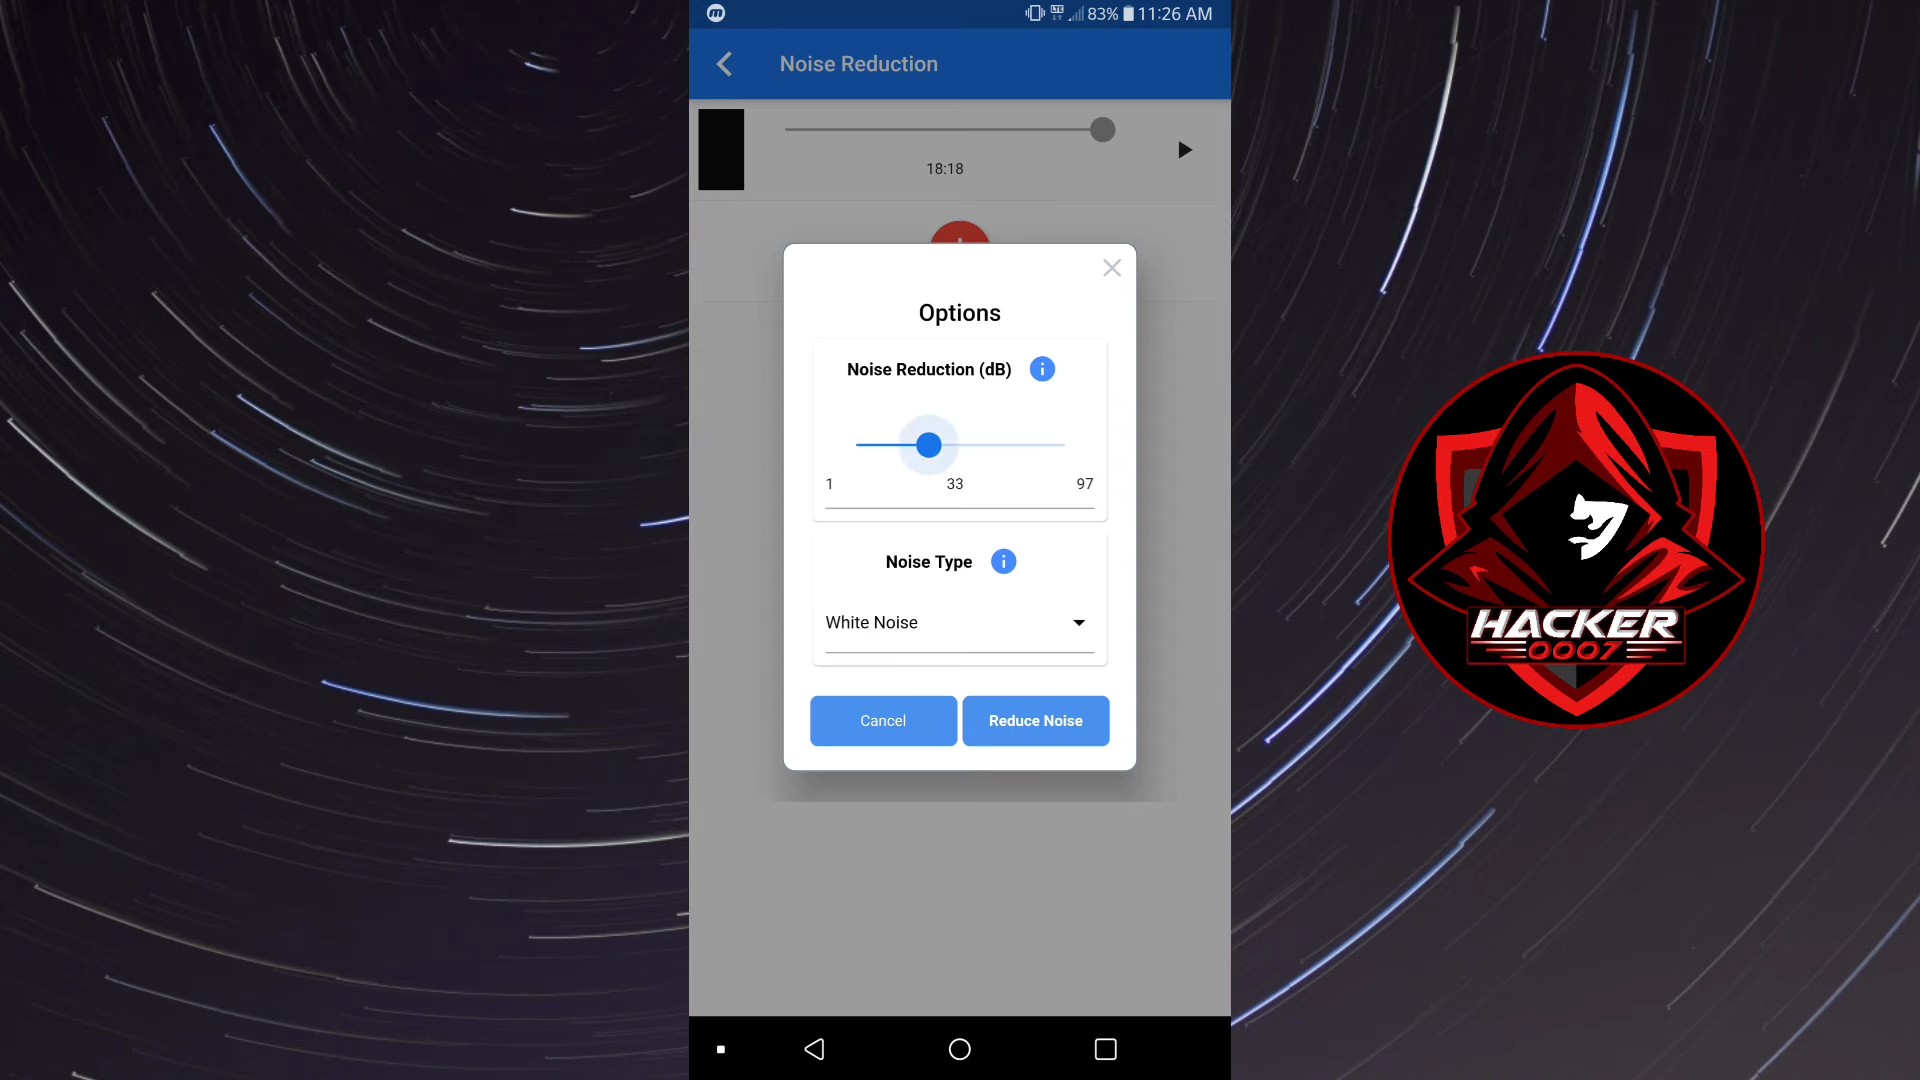 83% 11:26 AM
Noise Reduction
18:18
Options
Noise Reduction (dB)
1 33 97
Noise Type
White Noise
Cancel Reduce Noise
HACKER
0007